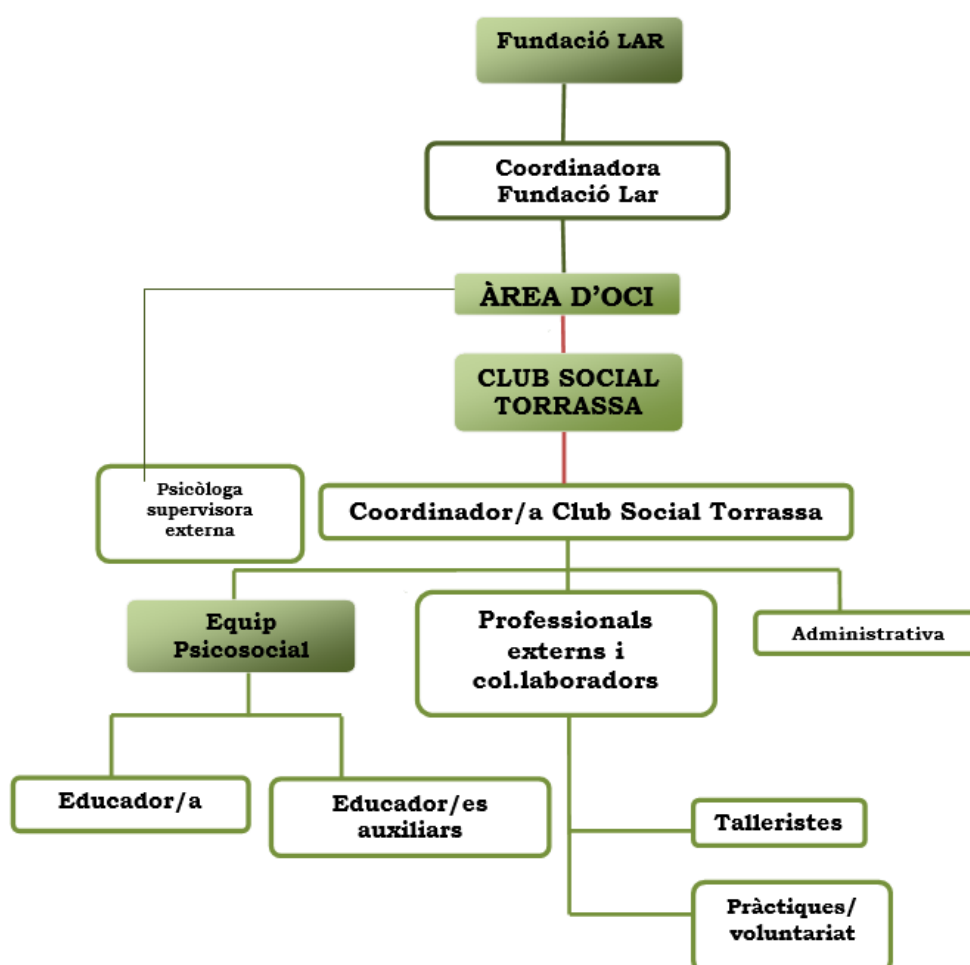 Fundació LAR
Coordinadora
Fundació Lar
ÀREA D'OCI
CLUB SOCIAL
TORRASSA
Psicòloga
supervisora
externa
Coordinador/a Club Social Torrassa
Equip
Psicosocial
Professionals
externs i
col.laboradors
Administrativa
Educador/a
Educador/es
auxiliars
Talleristes
Pràctiques/
voluntariat